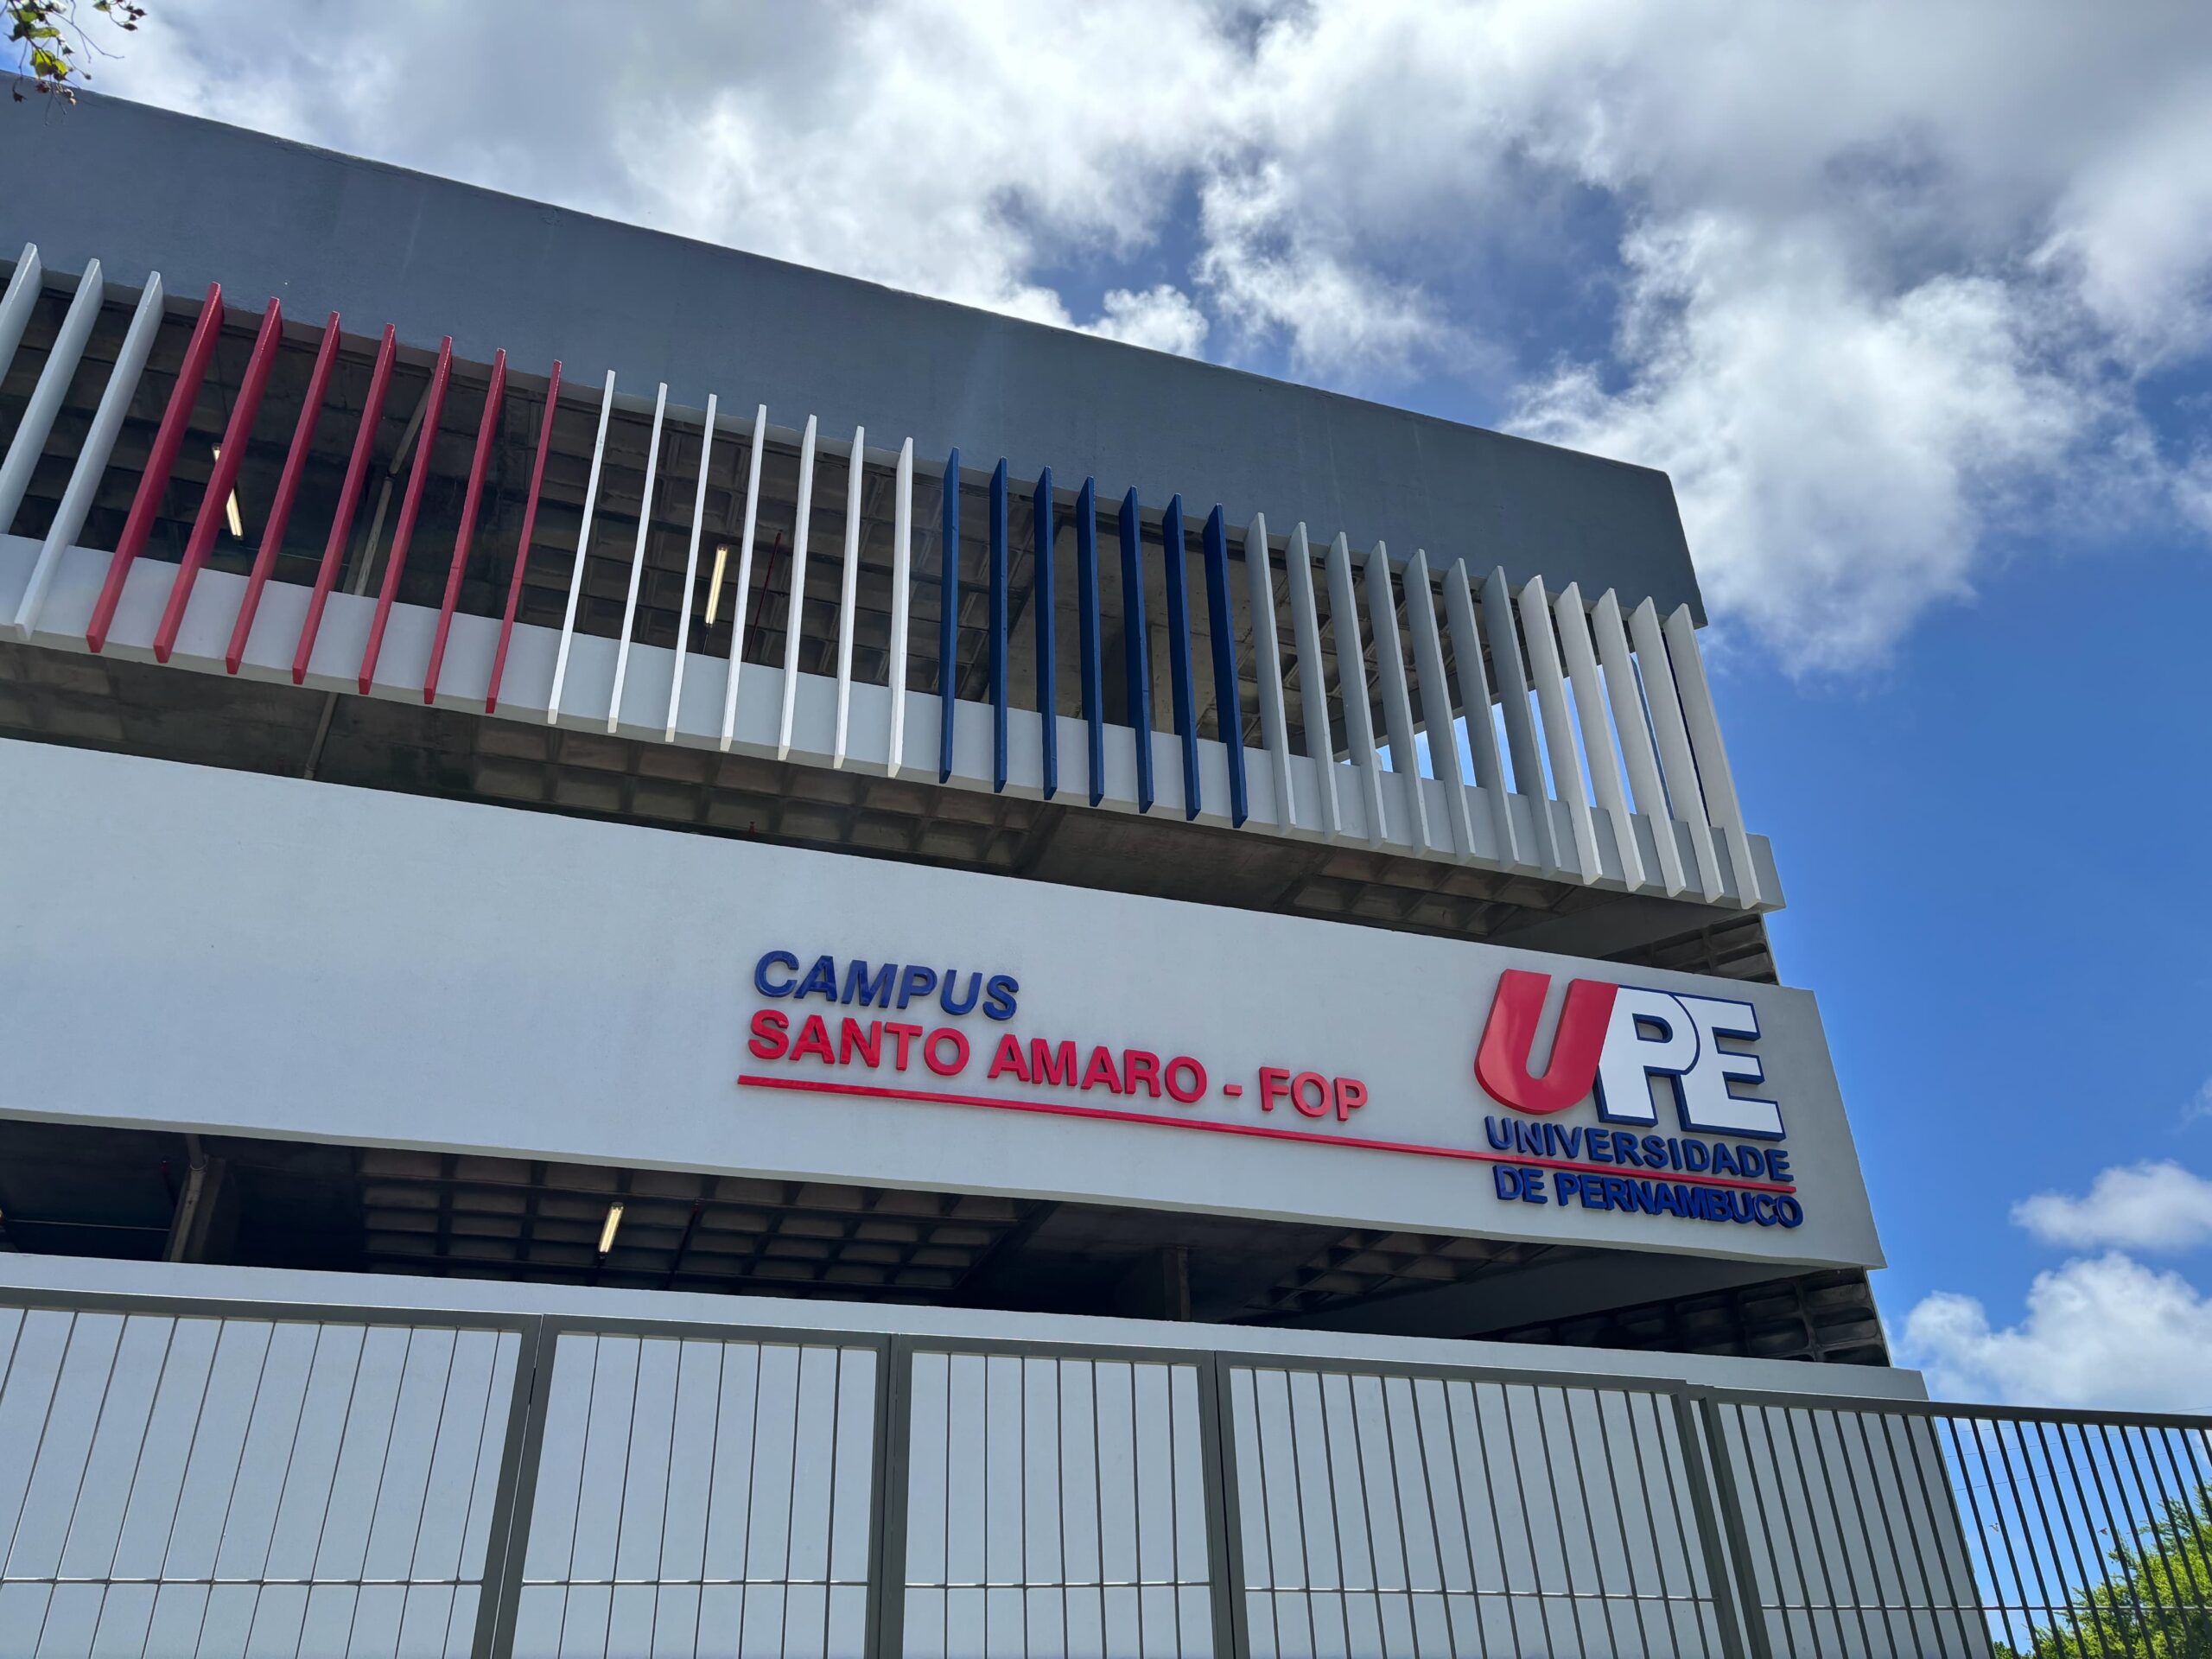 CAMPUS
SANTO AMARO - FOP
UPE
UNIVERSIDADE
DE PERNAMBUCO